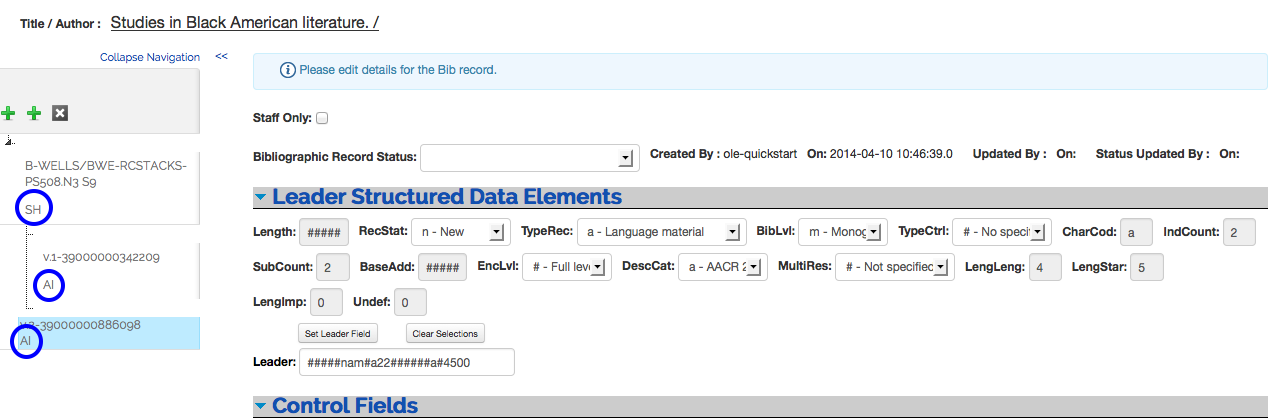 Title / Author : Studies in Black American literature. /
Collapse Navigation <<
Please edit details for the Bib record.
Staff Only:
B-WELLS/BWE-RCSTACKS-
PS508.N3 S9
SH
v.1-39000000342209
AI
v.2-39000000886098
AI
Bibliographic Record Status: Created By : ole-quickstart On: 2014-04-10 10:46:39.0 Updated By : On: Status Updated By : On:
Leader Structured Data Elements
Length: ##### RecStat: n - New TypeRec: a - Language material BibLvl: m - Monog TypeCtrl: # - No specif CharCod: a IndCount: 2
SubCount: 2 BaseAdd: ##### EncLvl: # - Full leve DescCat: a - AACR 2 MultiRes: # - Not specified LengLeng: 4 LengStar: 5
LengImp: 0 Undef: 0
Set Leader Field Clear Selections
Leader: #####nam#a22######a#4500
Control Fields